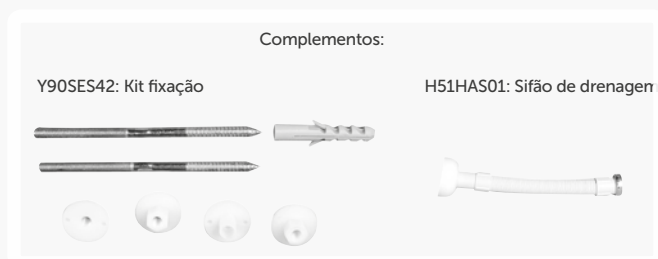 Complementos:
Y90SES42: Kit fixação
H51HAS01: Sifão de drenagem